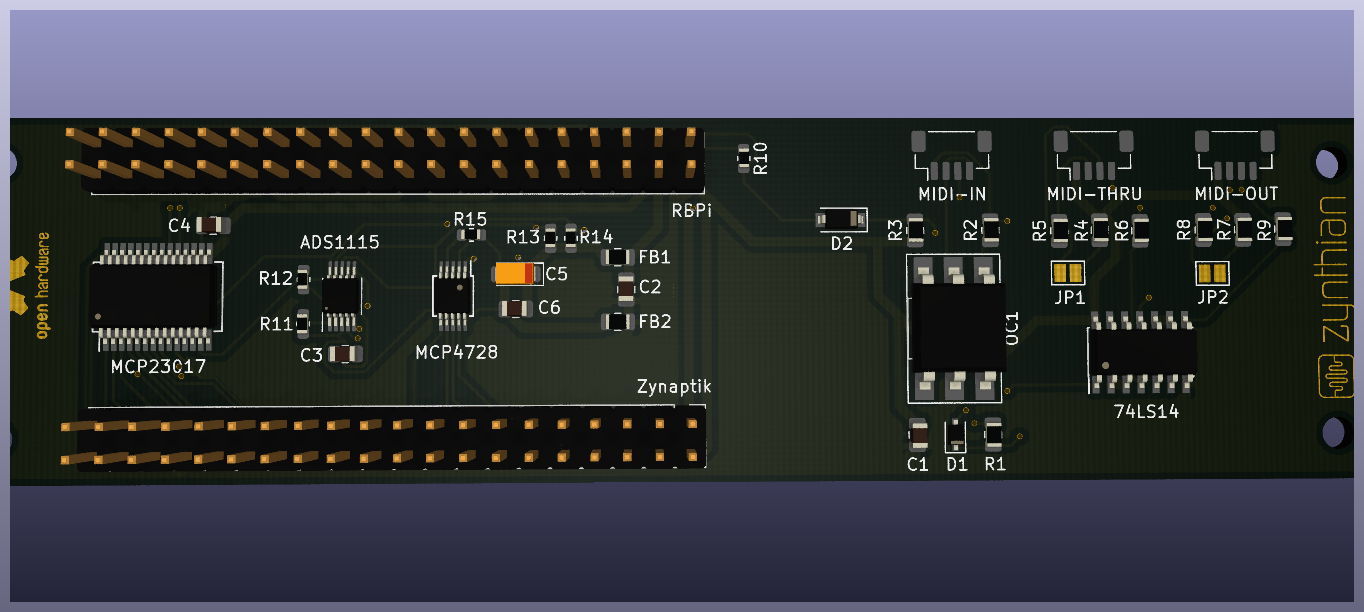 R10
MIDI-IN
MIDI-THRU
MIDI-OUT
RBPi
C4
R15
R13
R14
D2
R3
R2
R5
R4
R6
R8
R7
R9
ADS1115
R12
FB1
C5
C2
C6
JP1
JP2
R11
FB2
C3
OC1
MCP23017
MCP4728
Zynaptik
74LS14
C1
D1
R1
open hardware
zynthian